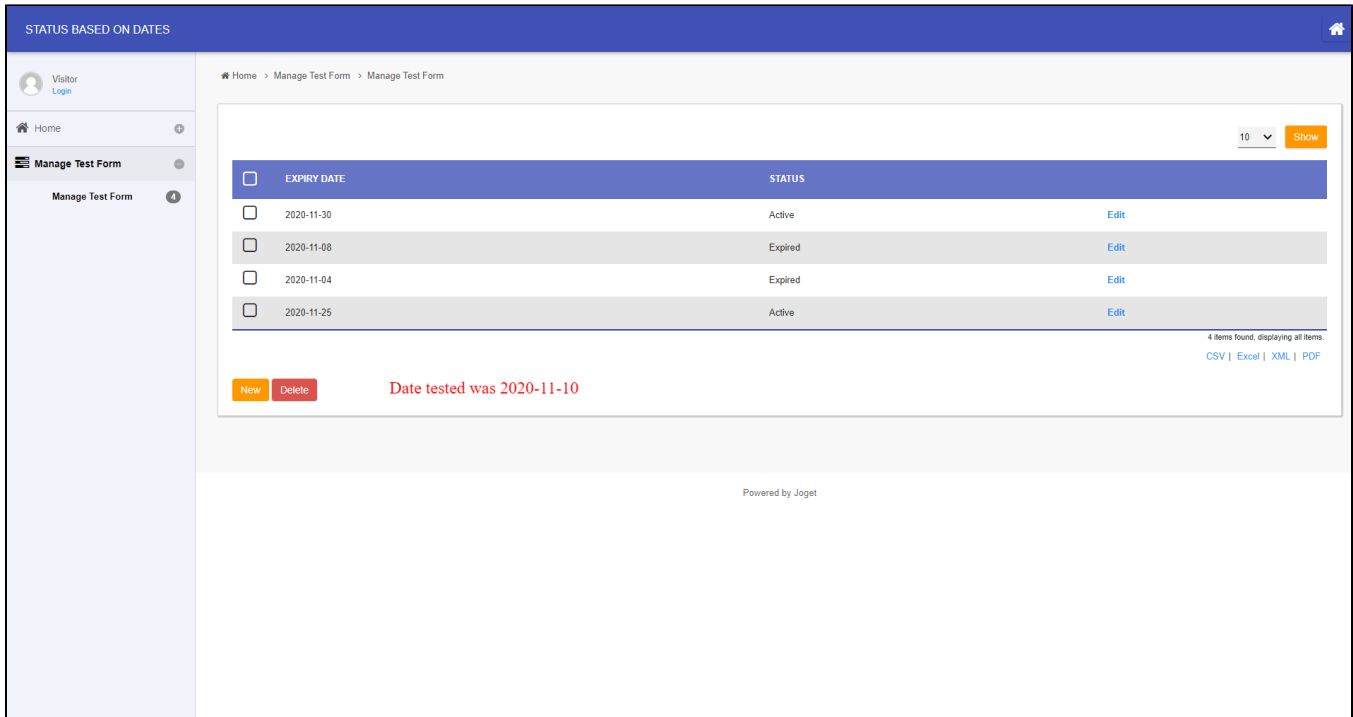 STATUS BASED ON DATES
Visitor
Login
Home > Manage Test Form > Manage Test Form
Home
Manage Test Form
Manage Test Form 4
10 Show
EXPIRY DATE STATUS
2020-11-30 Active Edit
2020-11-08 Expired Edit
2020-11-04 Expired Edit
2020-11-25 Active Edit
4 items found, displaying all items.
CSV | Excel | XML | PDF
New Delete Date tested was 2020-11-10
Powered by Joget